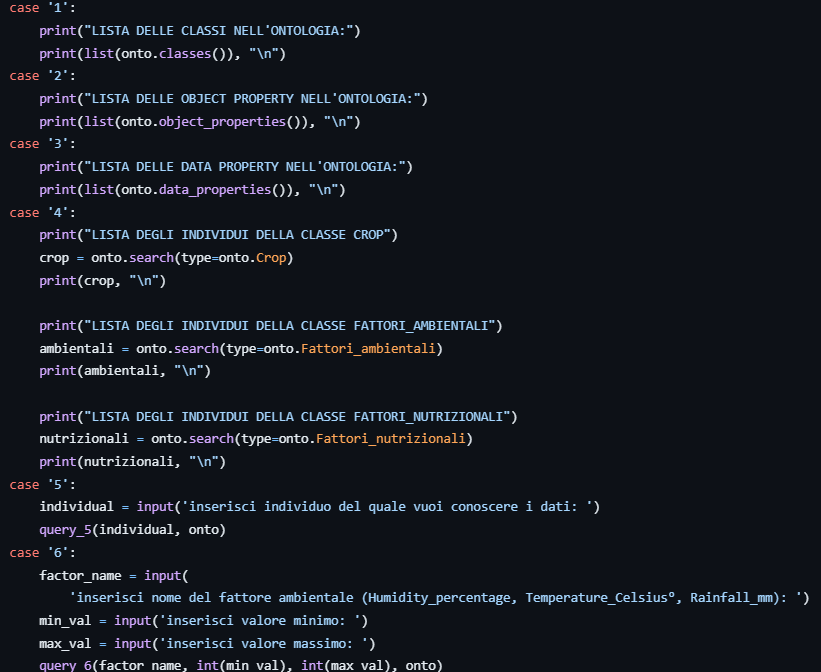 case '1':
    print("LISTA DELLE CLASSI NELL'ONTOLOGIA:")
    print(list(onto.classes()), "\n")
case '2':
    print("LISTA DELLE OBJECT PROPERTY NELL'ONTOLOGIA:")
    print(list(onto.object_properties()), "\n")
case '3':
    print("LISTA DELLE DATA PROPERTY NELL'ONTOLOGIA:")
    print(list(onto.data_properties()), "\n")
case '4':
    print("LISTA DEGLI INDIVIDUI DELLA CLASSE CROP")
    crop = onto.search(type=onto.Crop)
    print(crop, "\n")

    print("LISTA DEGLI INDIVIDUI DELLA CLASSE FATTORI_AMBIENTALI")
    ambientali = onto.search(type=onto.Fattori_ambientali)
    print(ambientali, "\n")

    print("LISTA DEGLI INDIVIDUI DELLA CLASSE FATTORI_NUTRIZIONALI")
    nutrizionali = onto.search(type=onto.Fattori_nutrizionali)
    print(nutrizionali, "\n")
case '5':
    individual = input('inserisci individuo del quale vuoi conoscere i dati: ')
    query_5(individual, onto)
case '6':
    factor_name = input(
        'inserisci nome del fattore ambientale (Humidity_percentage, Temperature_Celsius°, Rainfall_mm): ')
    min_val = input('inserisci valore minimo: ')
    max_val = input('inserisci valore massimo: ')
    query_6(factor_name, int(min_val), int(max_val), onto)